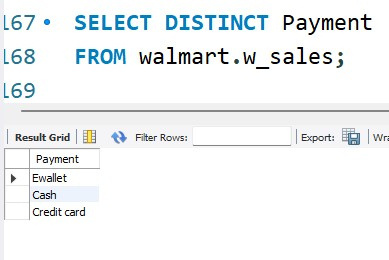 167 SELECT DISTINCT Payment
168 FROM walmart.w_sales;
169
Result Grid Filter Rows: Export:
Payment
Ewallet
Cash
Credit card